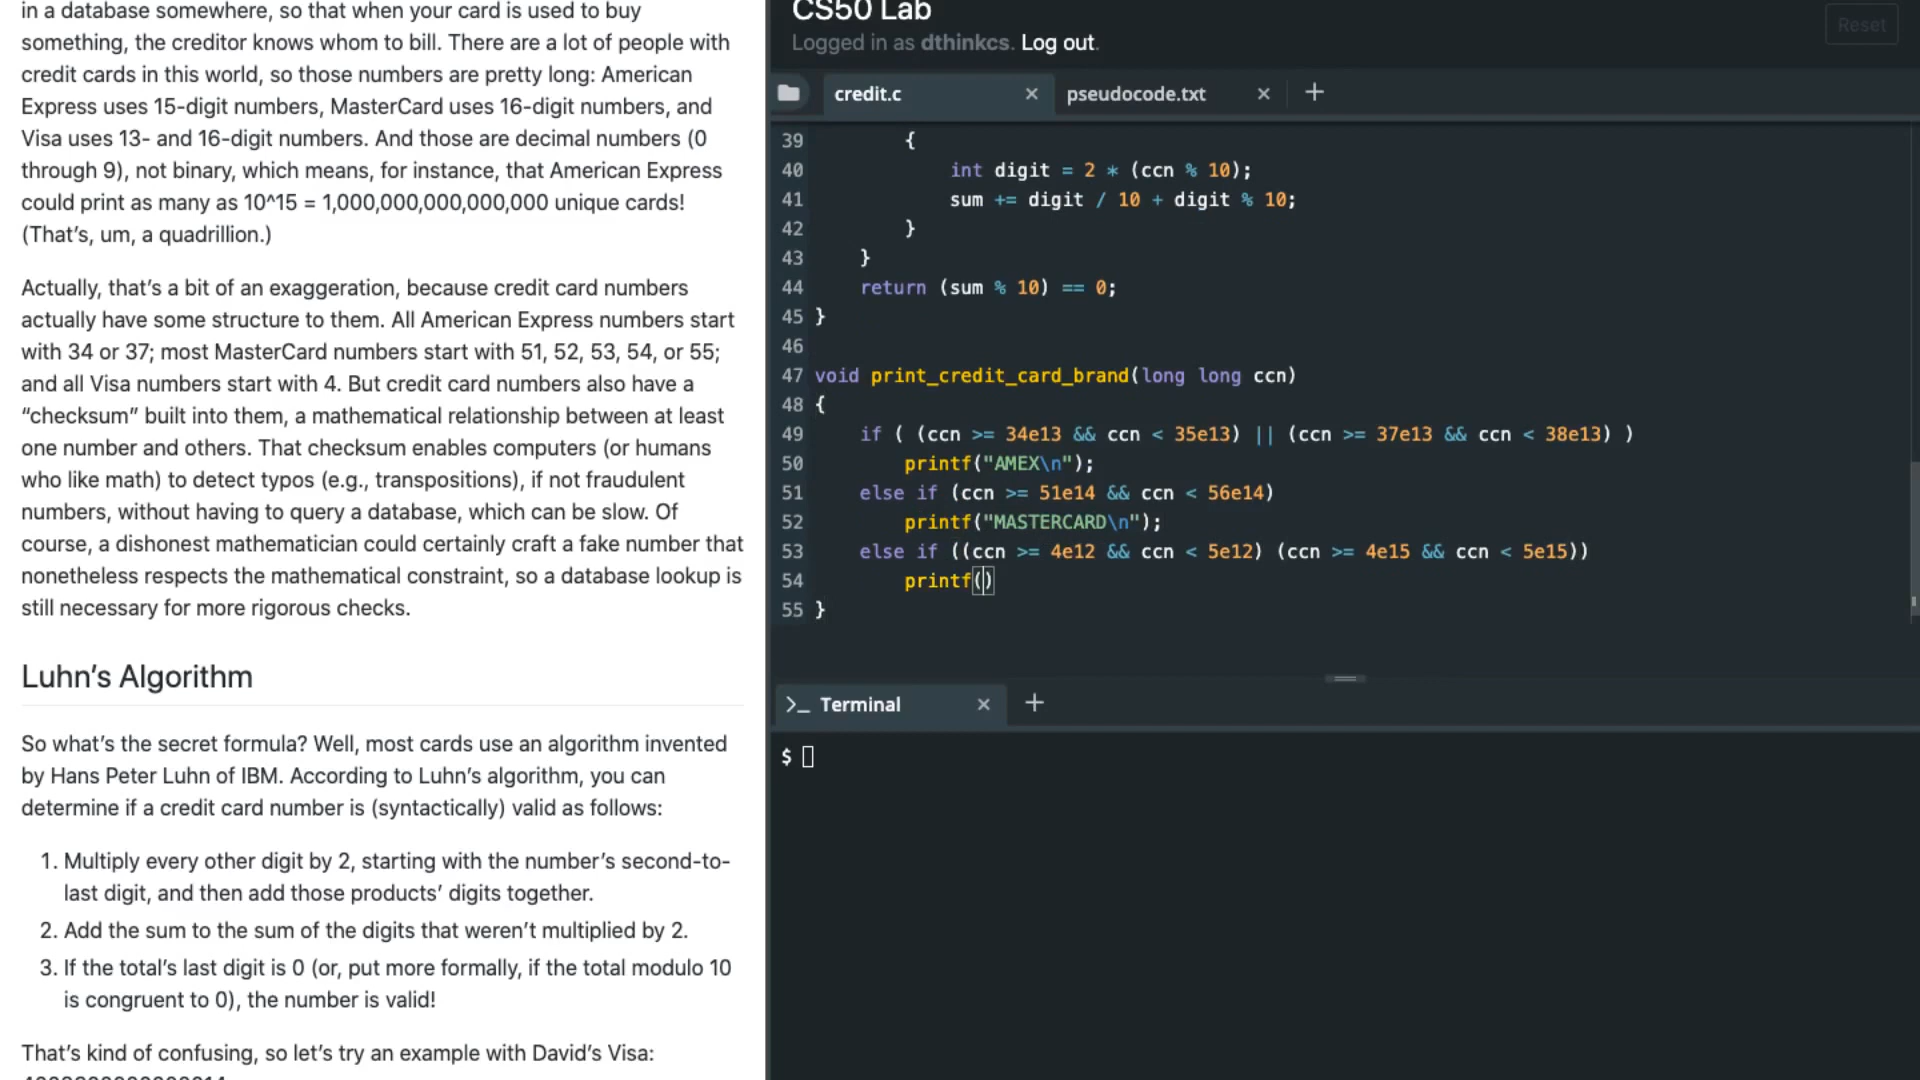 in a database somewhere, so that when your card is used to buy
something, the creditor knows whom to bill. There are a lot of people with
credit cards in this world, so those numbers are pretty long: American
Express uses 15-digit numbers, MasterCard uses 16-digit numbers, and
Visa uses 13- and 16-digit numbers. And those are decimal numbers (0
through 9), not binary, which means, for instance, that American Express
could print as many as 10^15 = 1,000,000,000,000,000 unique cards!
(That’s, um, a quadrillion.)
Actually, that’s a bit of an exaggeration, because credit card numbers
actually have some structure to them. All American Express numbers start
with 34 or 37; most MasterCard numbers start with 51, 52, 53, 54, or 55;
and all Visa numbers start with 4. But credit card numbers also have a
“checksum” built into them, a mathematical relationship between at least
one number and others. That checksum enables computers (or humans
who like math) to detect typos (e.g., transpositions), if not fraudulent
numbers, without having to query a database, which can be slow. Of
course, a dishonest mathematician could certainly craft a fake number that
nonetheless respects the mathematical constraint, so a database lookup is
still necessary for more rigorous checks.
Luhn’s Algorithm
So what’s the secret formula? Well, most cards use an algorithm invented
by Hans Peter Luhn of IBM. According to Luhn’s algorithm, you can
determine if a credit card number is (syntactically) valid as follows:
1. Multiply every other digit by 2, starting with the number’s second-to-
last digit, and then add those products’ digits together.
2. Add the sum to the sum of the digits that weren’t multiplied by 2.
3. If the total’s last digit is 0 (or, put more formally, if the total modulo 10
is congruent to 0), the number is valid!
That’s kind of confusing, so let’s try an example with David’s Visa:
CS50 Lab
Logged in as dthinkcs. Log out.
Reset
credit.c × pseudocode.txt × +
39 {
40 int digit = 2 * (ccn % 10);
41 sum += digit / 10 + digit % 10;
42 }
43 }
44 return (sum % 10) == 0;
45 }
46
47 void print_credit_card_brand(long long ccn)
48 {
49 if ( (ccn >= 34e13 && ccn < 35e13) || (ccn >= 37e13 && ccn < 38e13) )
50 printf("AMEX\n");
51 else if (ccn >= 51e14 && ccn < 56e14)
52 printf("MASTERCARD\n");
53 else if ((ccn >= 4e12 && ccn < 5e12) (ccn >= 4e15 && ccn < 5e15))
54 printf()
55 }
>_ Terminal × +
$